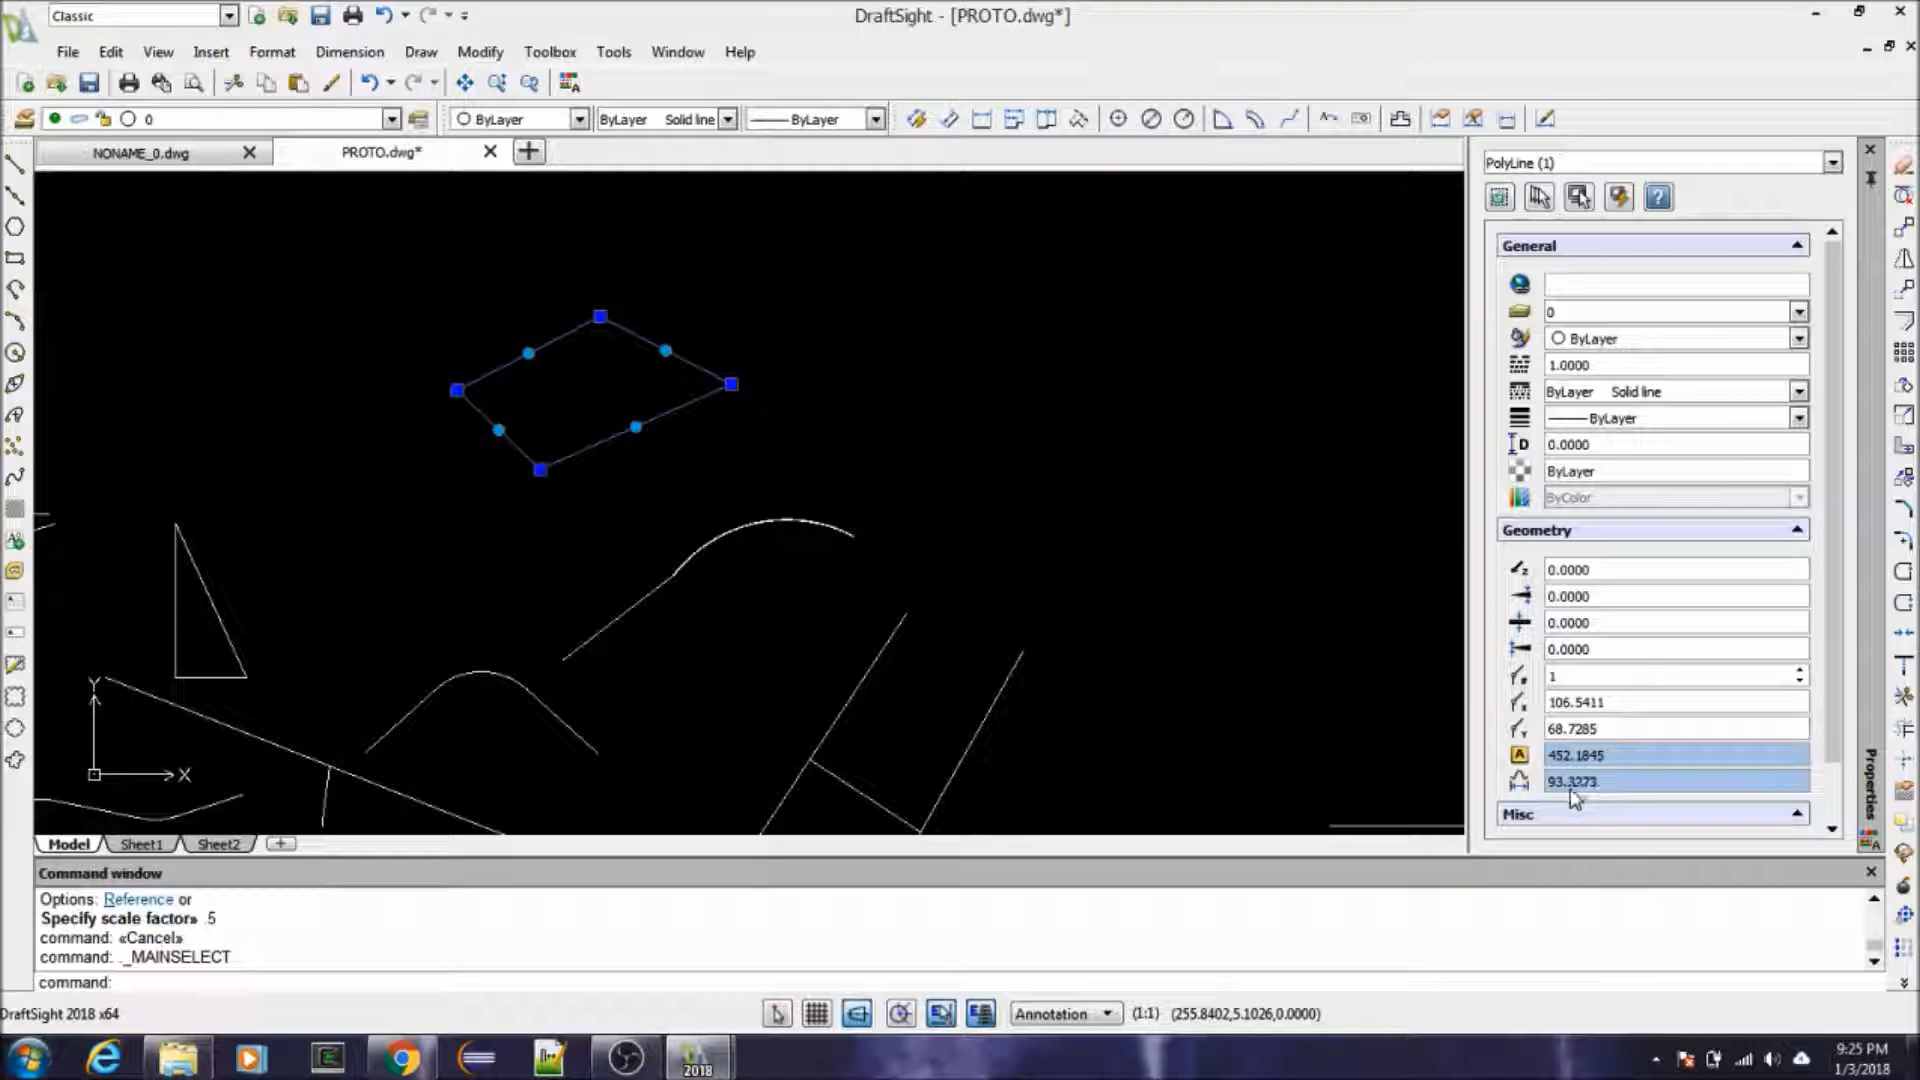 Classic
DraftSight - [PROTO.dwg*]
File Edit View Insert Format Dimension Draw Modify Toolbox Tools Window Help
0
ByLayer
ByLayer Solid line
ByLayer
NONAME_0.dwg
PROTO.dwg*
PolyLine (1)
General
0
ByLayer
1.0000
ByLayer Solid line
ByLayer
D
0.0000
ByLayer
ByColor
Geometry
0.0000
0.0000
0.0000
0.0000
1
106.5411
68.7285
A
452.1845
93.3273
Misc
Properties
Y
X
Model Sheet1 Sheet2
Command window
Options: Reference or
Specify scale factor» .5
command: «Cancel»
command: ._MAINSELECT
command:
DraftSight 2018 x64
Annotation
(1:1)
(255.8402,5.1026,0.0000)
2018
9:25 PM
1/3/2018